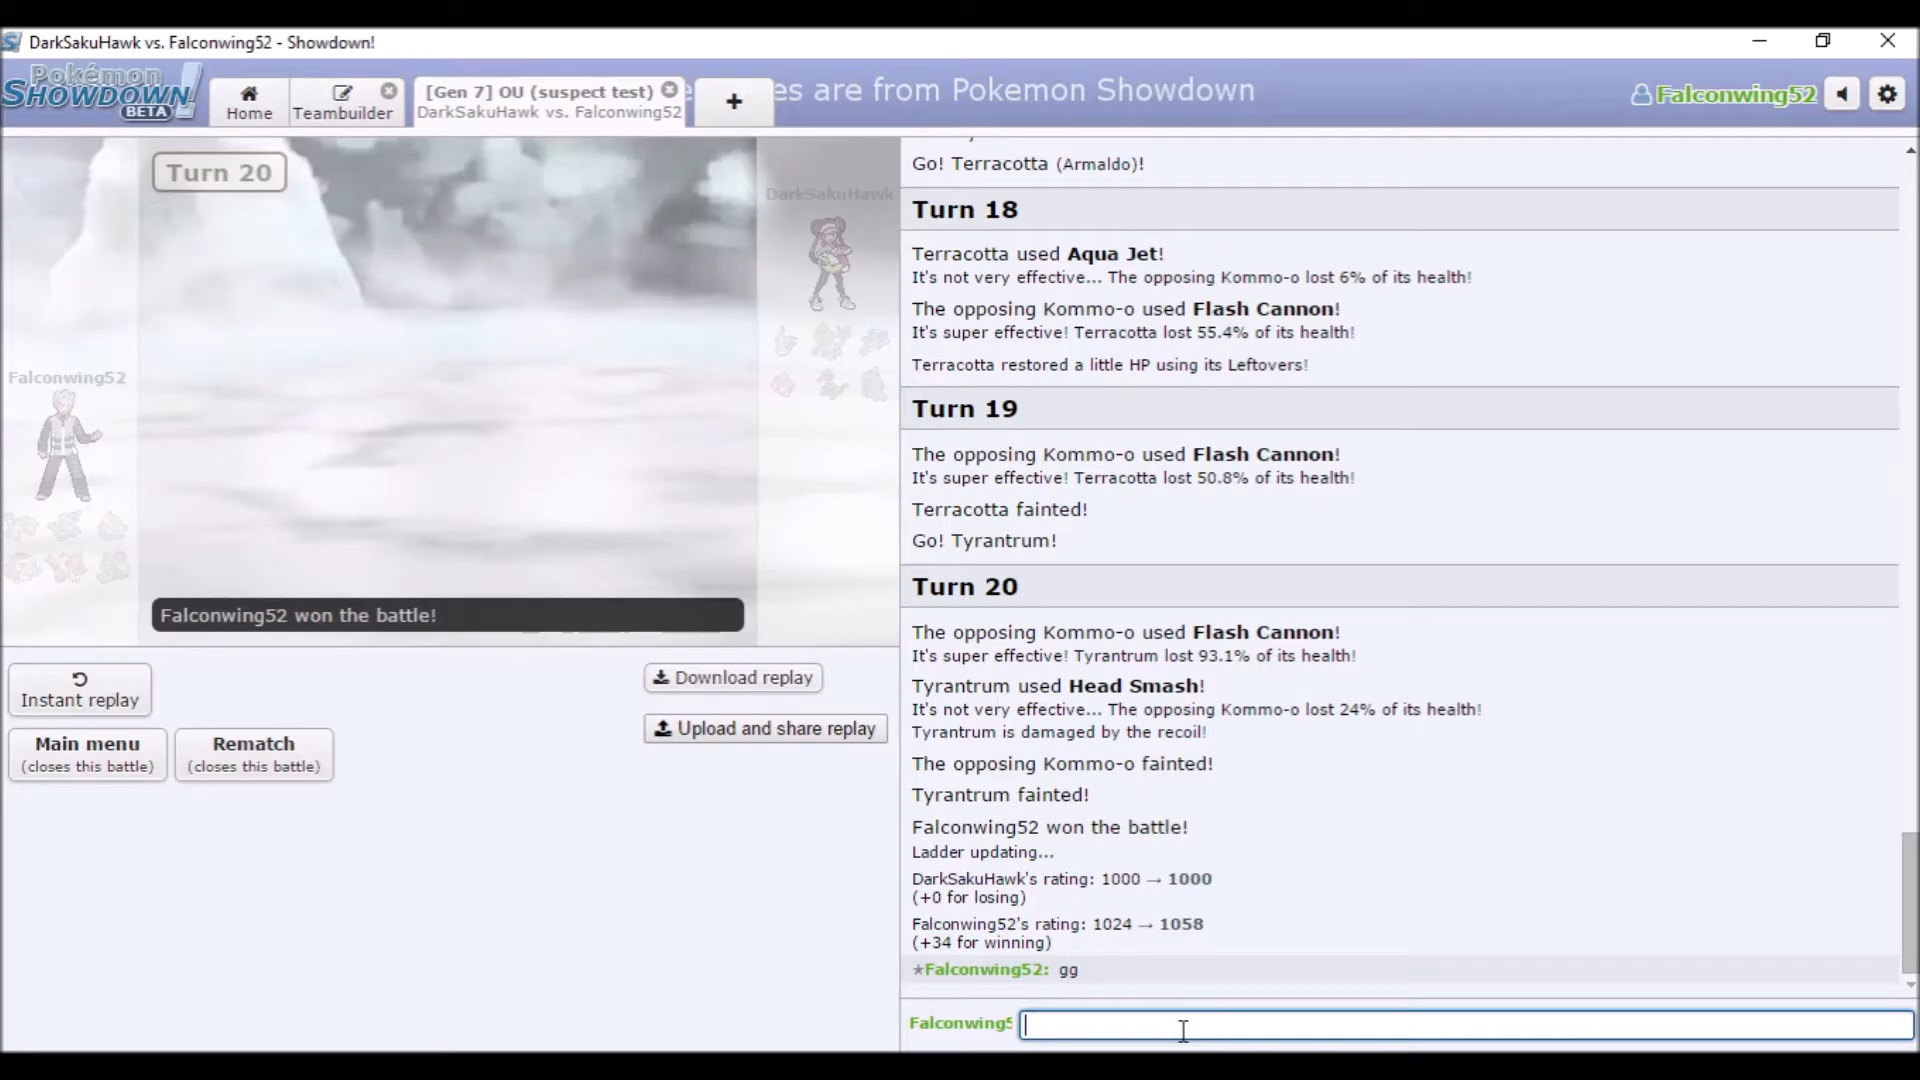 DarkSakuHawk vs. Falconwing52 - Showdown!
Pokémon
SHOWDOWN!
BETA
Home
Teambuilder
[Gen 7] OU (suspect test)
DarkSakuHawk vs. Falconwing52
es are from Pokemon Showdown
Falconwing52
Turn 20
DarkSakuHawk
Falconwing52
Falconwing52 won the battle!
Instant replay
Download replay
Upload and share replay
Main menu
(closes this battle)
Rematch
(closes this battle)
Go! Terracotta (Armaldo)!
Turn 18
Terracotta used Aqua Jet!
It's not very effective... The opposing Kommo-o lost 6% of its health!
The opposing Kommo-o used Flash Cannon!
It's super effective! Terracotta lost 55.4% of its health!
Terracotta restored a little HP using its Leftovers!
Turn 19
The opposing Kommo-o used Flash Cannon!
It's super effective! Terracotta lost 50.8% of its health!
Terracotta fainted!
Go! Tyrantrum!
Turn 20
The opposing Kommo-o used Flash Cannon!
It's super effective! Tyrantrum lost 93.1% of its health!
Tyrantrum used Head Smash!
It's not very effective... The opposing Kommo-o lost 24% of its health!
Tyrantrum is damaged by the recoil!
The opposing Kommo-o fainted!
Tyrantrum fainted!
Falconwing52 won the battle!
Ladder updating...
DarkSakuHawk's rating: 1000 → 1000
(+0 for losing)
Falconwing52's rating: 1024 → 1058
(+34 for winning)
★Falconwing52: gg
Falconwing5